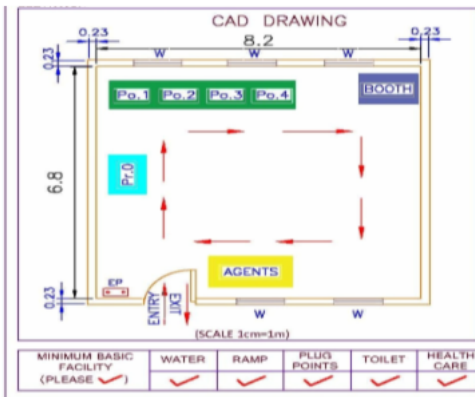 CAD DRAWING
0,23
8.2
0,23
W
W
W
0,23
Po.1
Po.2
Po.3
Po.4
BOOTH
6.8
Pr.0
AGENTS
EP
0,23
ENTRY
EXIT
W
W
(SCALE 1cm=1m)
MINIMUM BASIC
FACILITY
(PLEASE ✓)
WATER
RAMP
PLUG
POINTS
TOILET
HEALTH
CARE
✓
✓
✓
✓
✓